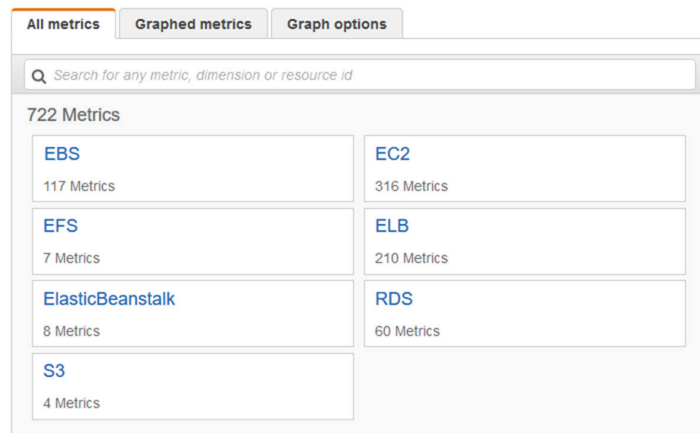 All metrics Graphed metrics Graph options
Search for any metric, dimension or resource id
722 Metrics
EBS
117 Metrics
EC2
316 Metrics
EFS
7 Metrics
ELB
210 Metrics
ElasticBeanstalk
8 Metrics
RDS
60 Metrics
S3
4 Metrics